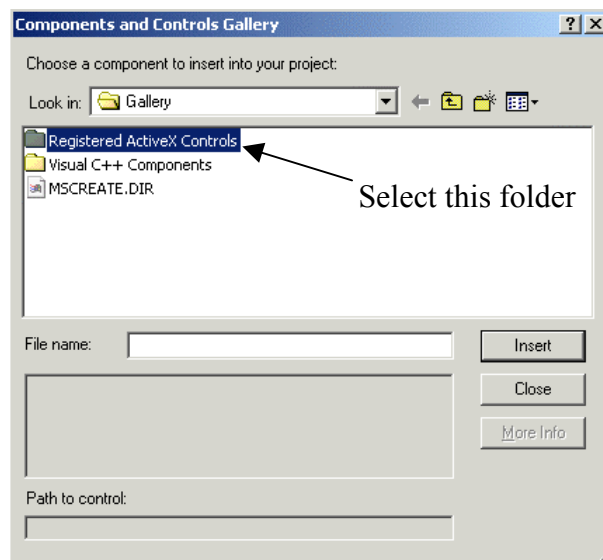 Components and Controls Gallery
Choose a component to insert into your project:
Look in: Gallery
Registered ActiveX Controls
Visual C++ Components
MSCREATE.DIR
Select this folder
File name:
Insert
Close
More Info
Path to control: